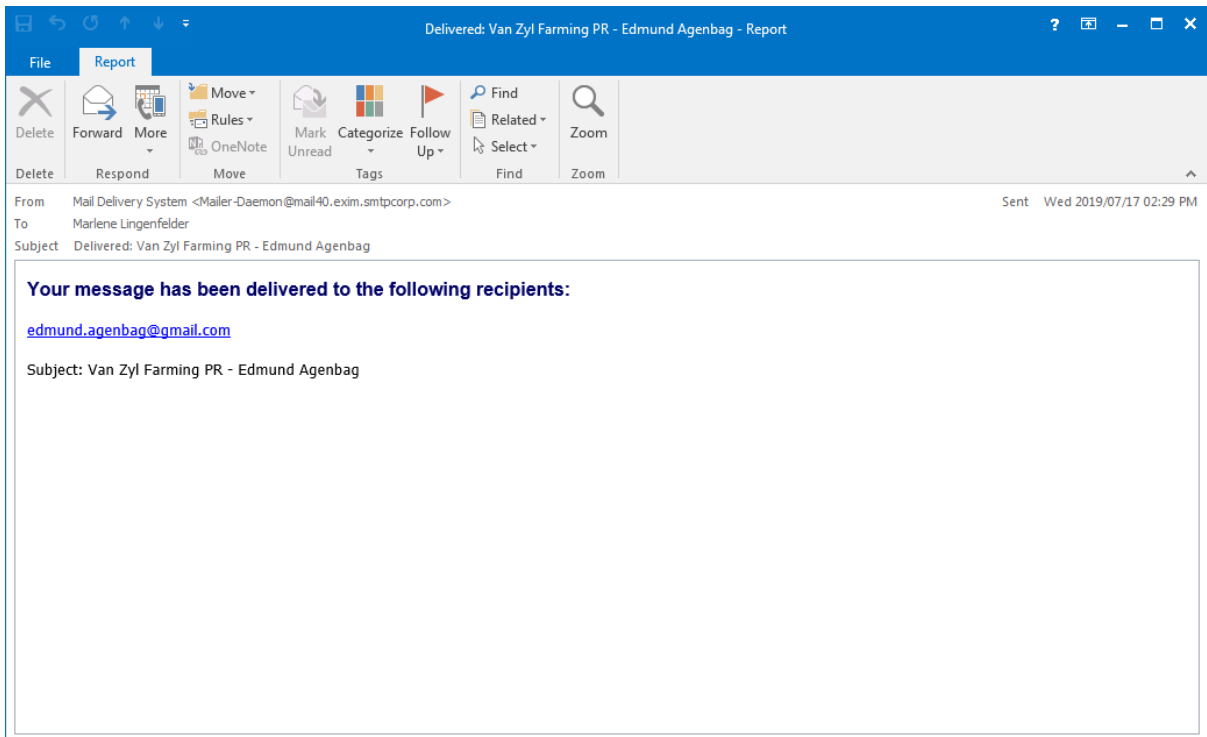 Delivered: Van Zyl Farming PR - Edmund Agenbag - Report
?
File Report
Delete Forward More Move Rules OneNote Mark Unread Categorize Follow Up Find Related Select Zoom
Delete Respond Move Tags Find Zoom
From Mail Delivery System <Mailer-Daemon@mail40.exim.smtpcorp.com> Sent Wed 2019/07/17 02:29 PM
To Marlene Lingenfelder
Subject Delivered: Van Zyl Farming PR - Edmund Agenbag
Your message has been delivered to the following recipients:
edmund.agenbag@gmail.com
Subject: Van Zyl Farming PR - Edmund Agenbag